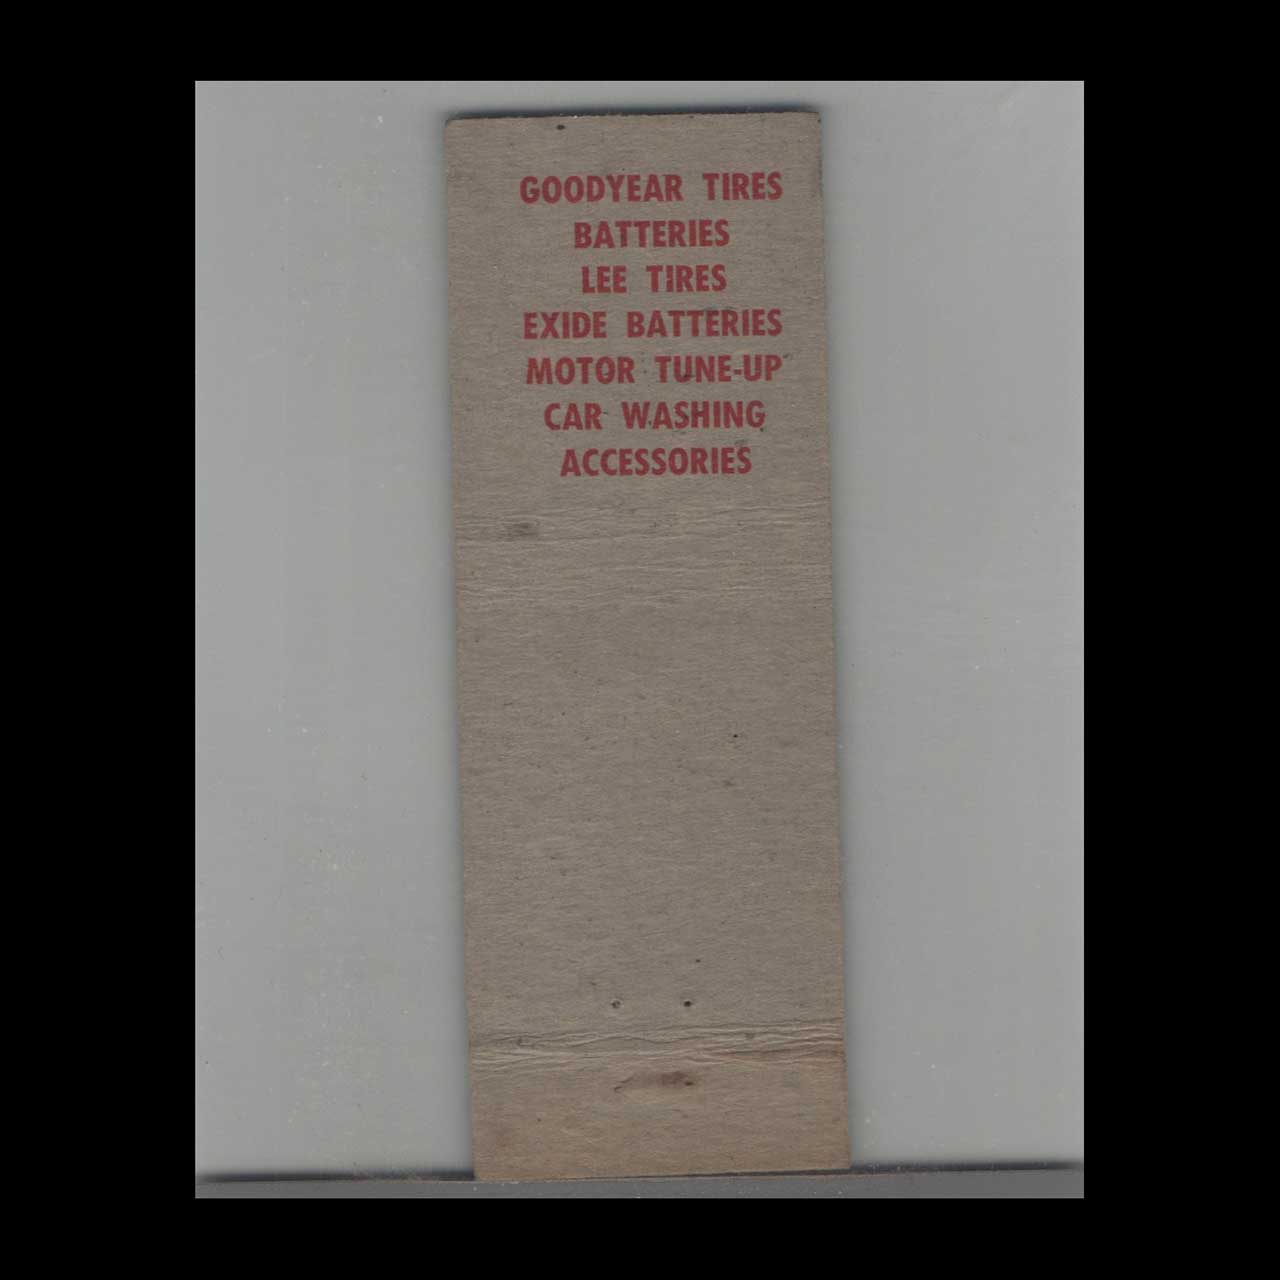 GOODYEAR TIRES
BATTERIES
LEE TIRES
EXIDE BATTERIES
MOTOR TUNE-UP
CAR WASHING
ACCESSORIES